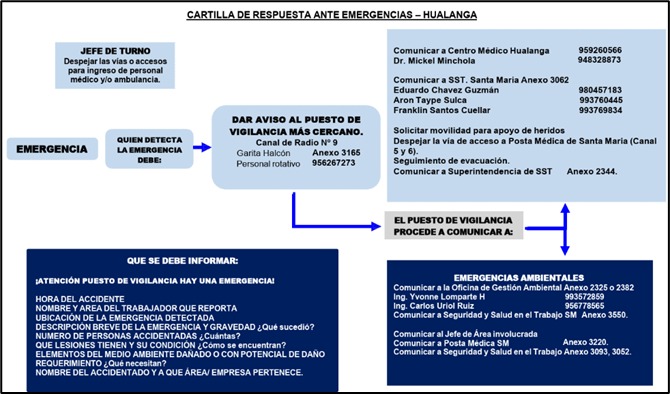 CARTILLA DE RESPUESTA ANTE EMERGENCIAS – HUALANGA
JEFE DE TURNO
Despejar las vías o accesos
para ingreso de personal
médico y/o ambulancia.
EMERGENCIA
QUIEN DETECTA
LA EMERGENCIA
DEBE:
DAR AVISO AL PUESTO DE
VIGILANCIA MÁS CERCANO.
Canal de Radio Nº 9
Garita Halcón Anexo 3165
Personal rotativo 956267273
Comunicar a Centro Médico Hualanga 959260566
Dr. Mickel Minchola 948328873
Comunicar a SST. Santa Maria Anexo 3062
Eduardo Chavez Guzmán 980457183
Aron Taype Sulca 993760445
Franklin Santos Cuellar 993769834
Solicitar movilidad para apoyo de heridos
Despejar la vía de acceso a Posta Médica de Santa Maria (Canal
5 y 6).
Seguimiento de evacuación.
Comunicar a Superintendencia de SST Anexo 2344.
EL PUESTO DE VIGILANCIA
PROCEDE A COMUNICAR A:
QUE SE DEBE INFORMAR:
¡ATENCIÓN PUESTO DE VIGILANCIA HAY UNA EMERGENCIA!
HORA DEL ACCIDENTE
NOMBRE Y AREA DEL TRABAJADOR QUE REPORTA
UBICACIÓN DE LA EMERGENCIA DETECTADA
DESCRIPCIÓN BREVE DE LA EMERGENCIA Y GRAVEDAD ¿Qué sucedió?
NUMERO DE PERSONAS ACCIDENTADAS ¿Cuántas?
QUE LESIONES TIENEN Y SU CONDICIÓN ¿Cómo se encuentran?
ELEMENTOS DEL MEDIO AMBIENTE DAÑADO O CON POTENCIAL DE DAÑO
REQUERIMIENTO ¿Qué necesitan?
NOMBRE DEL ACCIDENTADO Y A QUE ÁREA/ EMPRESA PERTENECE.
EMERGENCIAS AMBIENTALES
Comunicar a la Oficina de Gestión Ambiental Anexo 2325 o 2382
Ing. Yvonne Lomparte H 993572859
Ing. Carlos Uriol Ruiz 956778565
Comunicar a Seguridad y Salud en el Trabajo SM Anexo 3550.
Comunicar al Jefe de Área involucrada
Comunicar a Posta Médica SM Anexo 3220.
Comunicar a Seguridad y Salud en el Trabajo Anexo 3093, 3052.